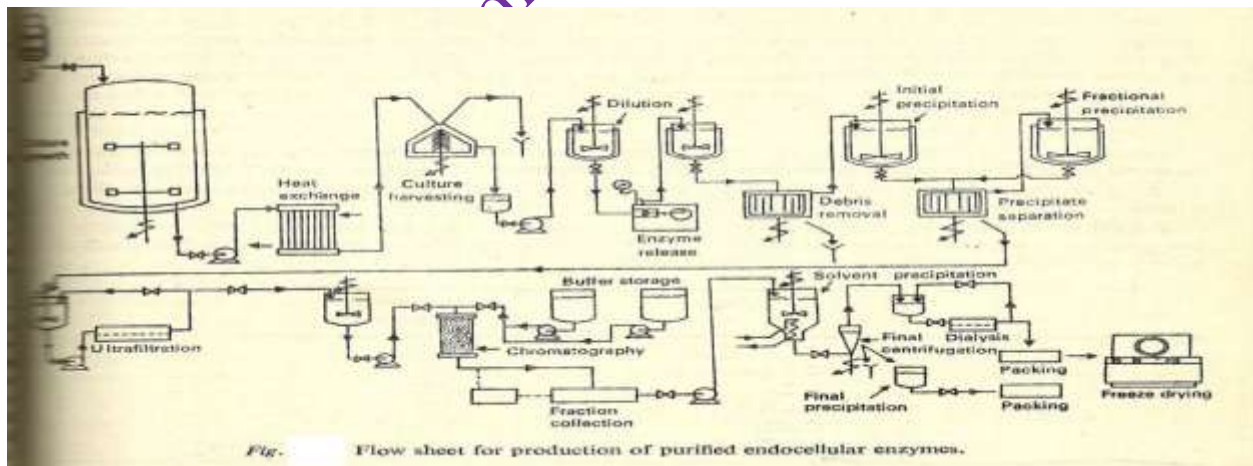 Dilution
Initial
precipitation
Fractional
precipitation
Heat
exchange
Culture
harvesting
Enzyme
release
Debris
removal
Precipitate
separation
Ultrafiltration
Buffer storage
Chromatography
Fraction
collection
Solvent precipitation
Final
centrifugation
Dialysis
Packing
Final
precipitation
Packing
Freeze drying
Fig. Flow sheet for production of purified endocellular enzymes.